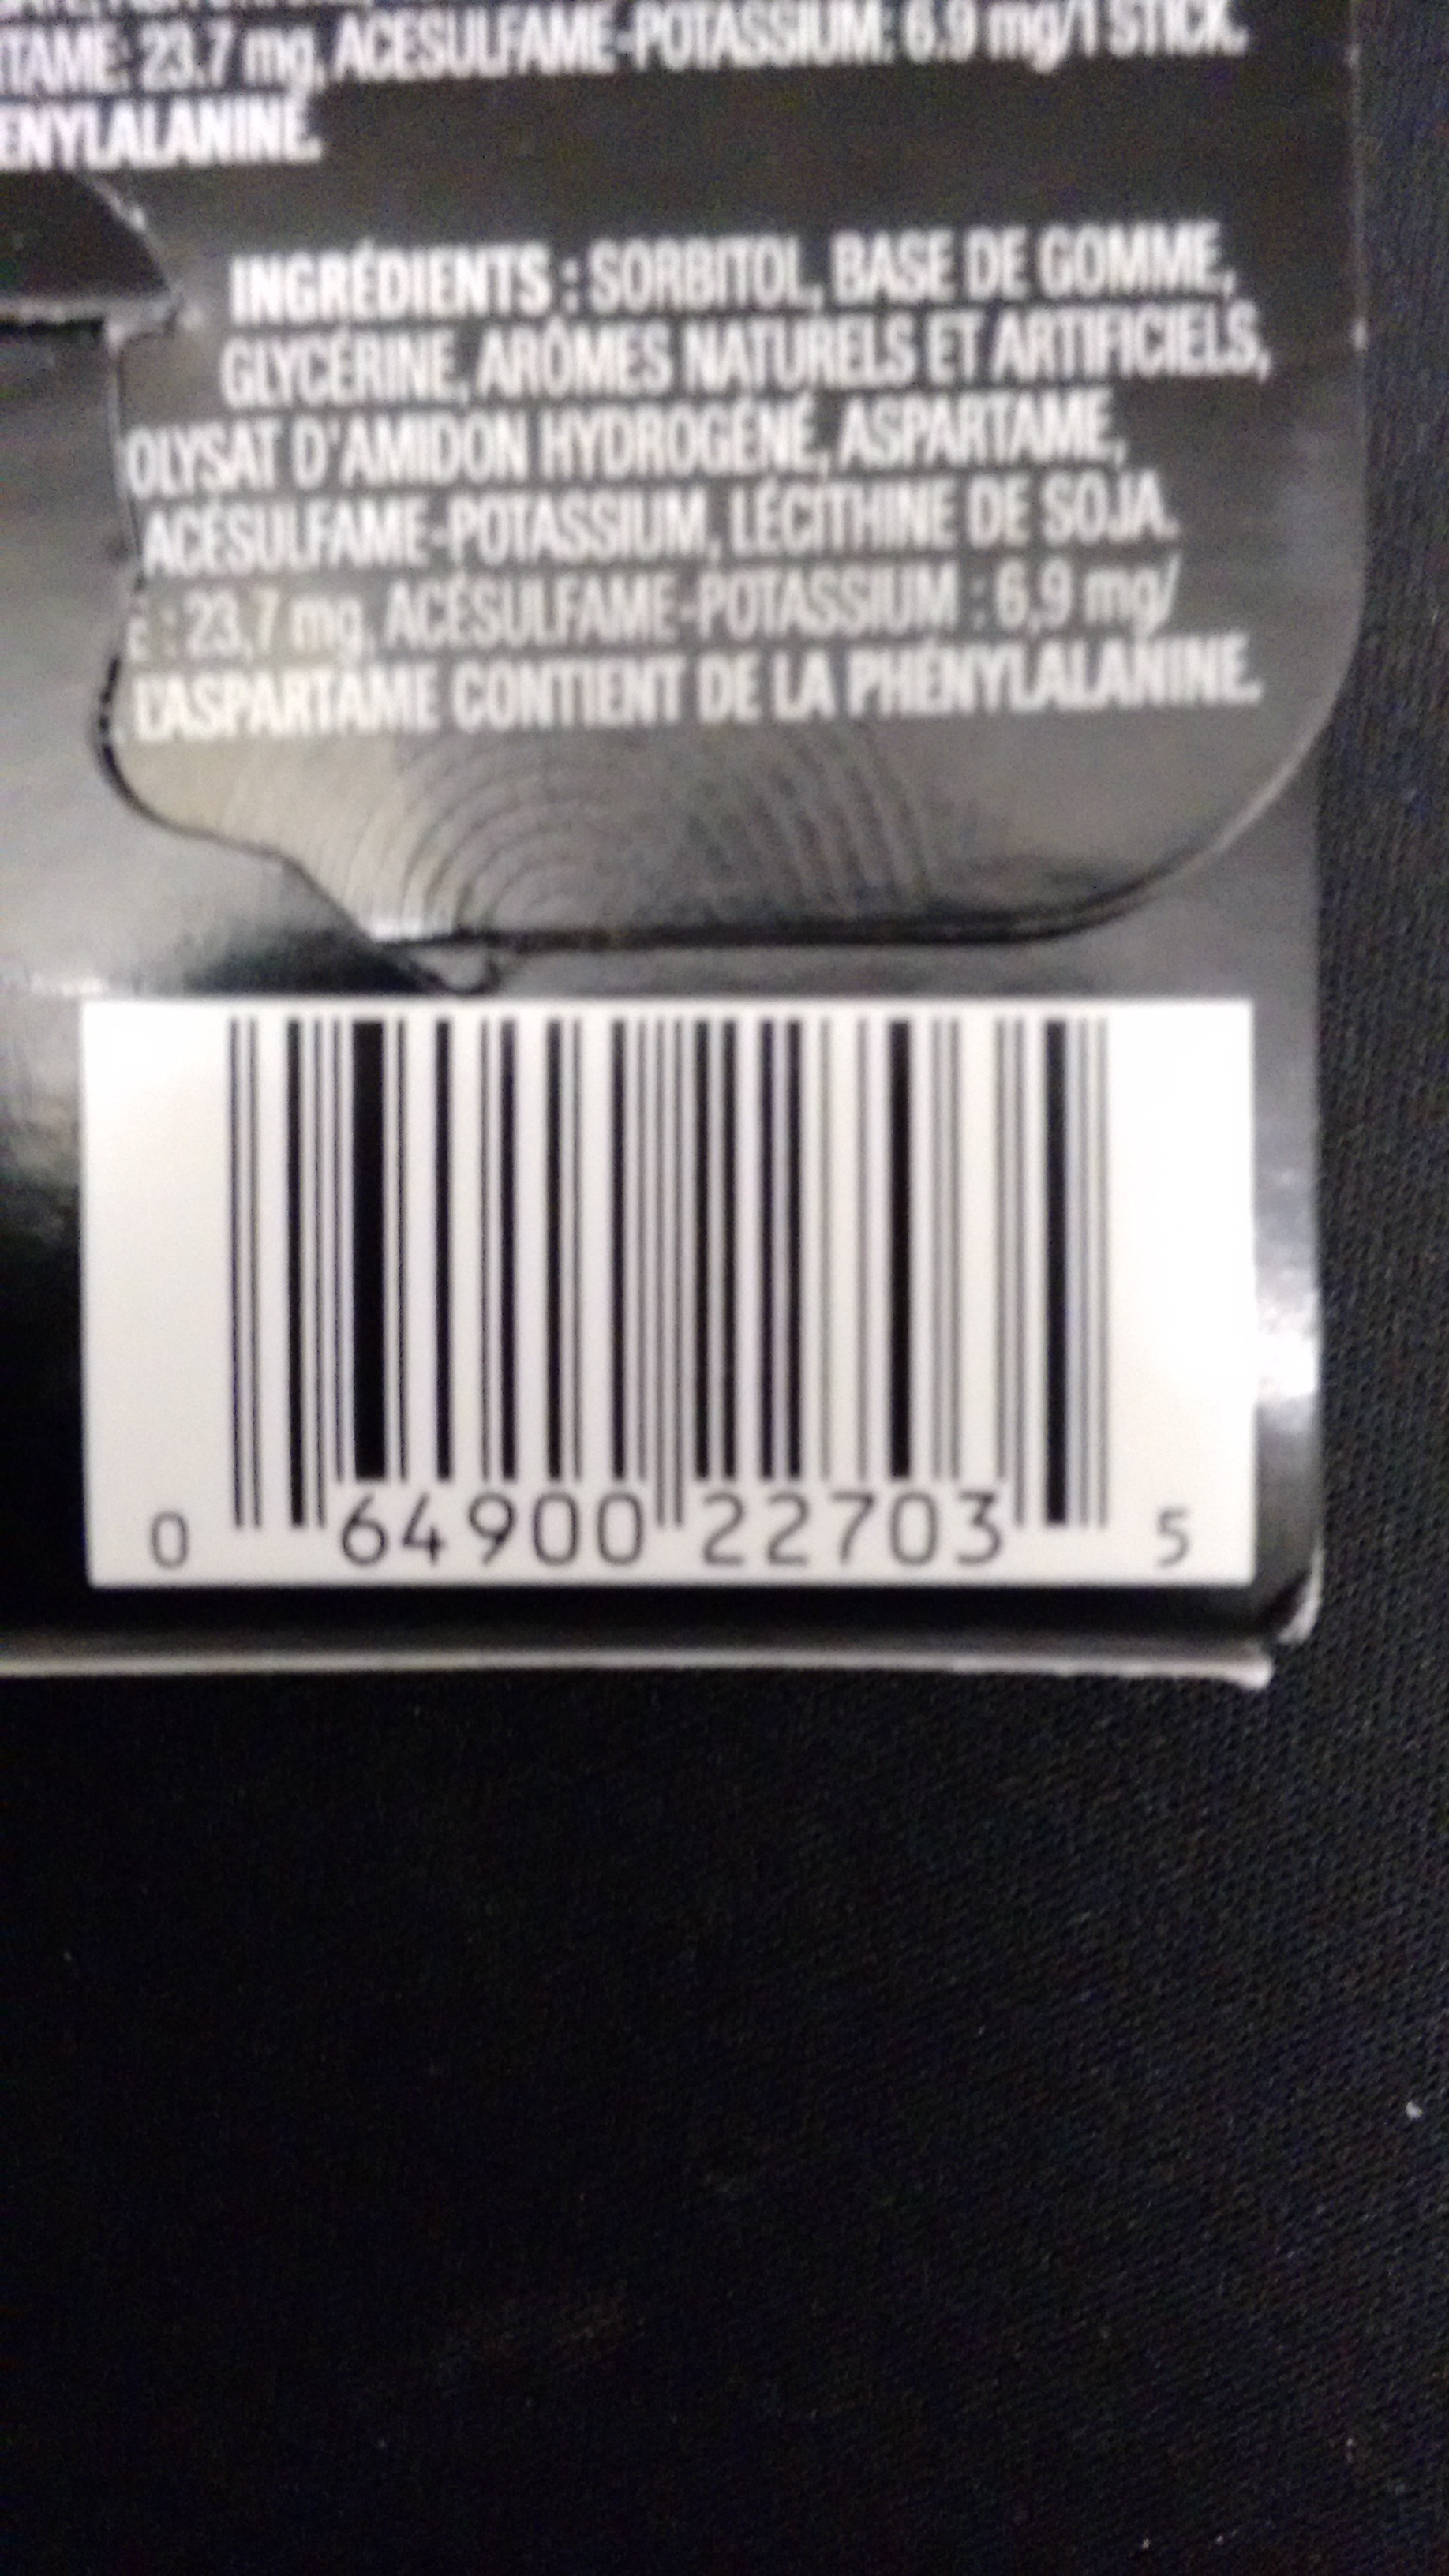 23.7 mg, ACESULFAME-POTASSIUM: 6.9 mg/1 STICK.
INGRÉDIENTS : SORBITOL, BASE DE GOMME,
GLYCÉRINE, ARÔMES NATURELS ET ARTIFICIELS,
OLYSAT D'AMIDON HYDROGÉNÉ, ASPARTAME,
ACÉSULFAME-POTASSIUM, LÉCITHINE DE SOJA.
: 23,7 mg, ACÉSULFAME-POTASSIUM : 6,9 mg/
L'ASPARTAME CONTIENT DE LA PHÉNYLALANINE.
0 64900 22703 5